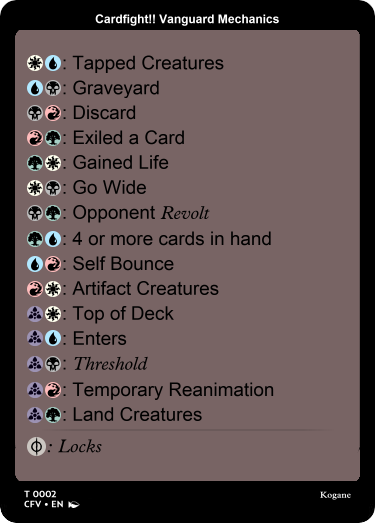 Cardfight!! Vanguard Mechanics
: Tapped Creatures
: Graveyard
: Discard
: Exiled a Card
: Gained Life
: Go Wide
: Opponent Revolt
: 4 or more cards in hand
: Self Bounce
: Artifact Creatures
: Top of Deck
: Enters
: Threshold
: Temporary Reanimation
: Land Creatures
: Locks
T 0002
CFV • EN
Kogane